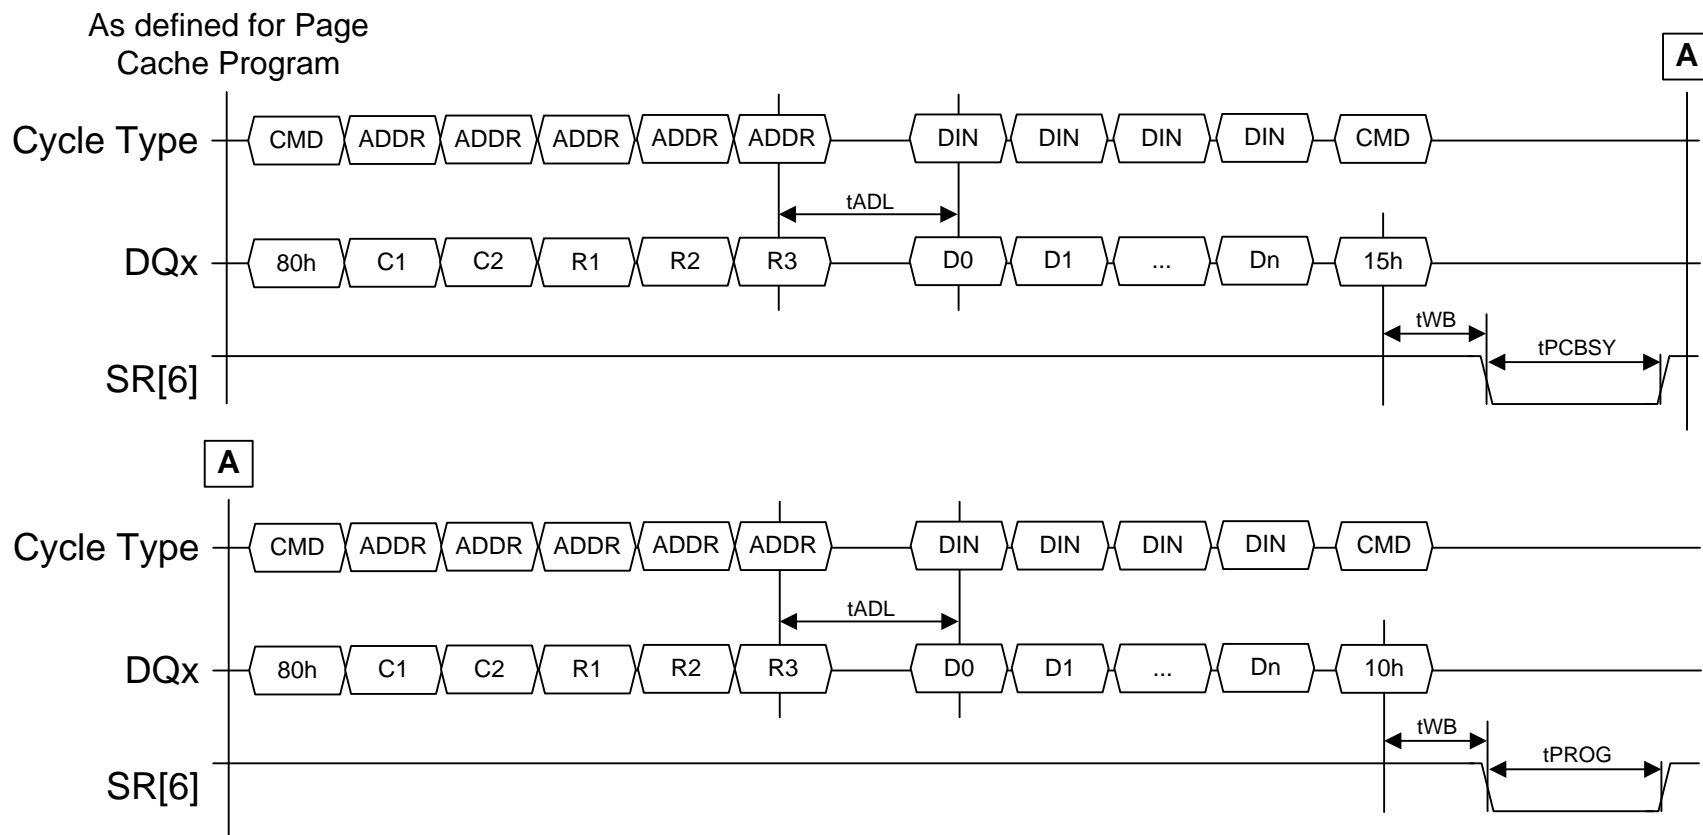 As defined for Page
Cache Program
A
Cycle Type CMD ADDR ADDR ADDR ADDR ADDR DIN DIN DIN DIN CMD
tADL
DQx 80h C1 C2 R1 R2 R3 D0 D1 ... Dn 15h
tWB
tPCBSY
SR[6]
A
Cycle Type CMD ADDR ADDR ADDR ADDR ADDR DIN DIN DIN DIN CMD
tADL
DQx 80h C1 C2 R1 R2 R3 D0 D1 ... Dn 10h
tWB
tPROG
SR[6]